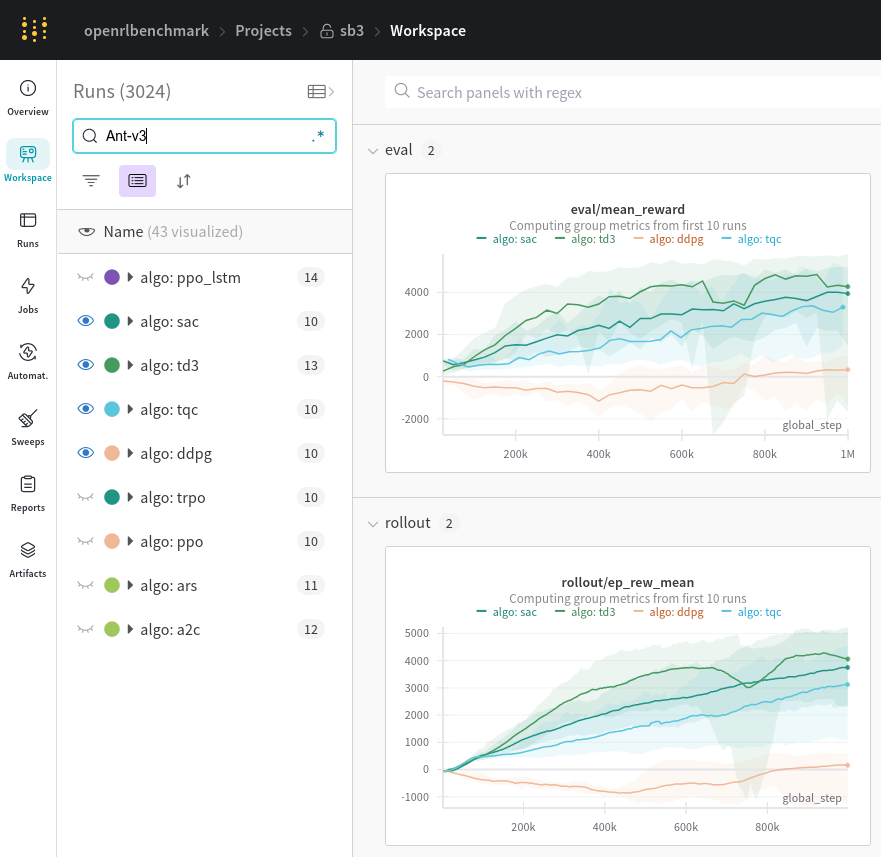 openrlbenchmark > Projects > sb3 > Workspace
Overview
Workspace
Runs
Jobs
Automat.
Sweeps
Reports
Artifacts
Runs (3024)
Ant-v3 .*
Name (43 visualized)
algo: ppo_lstm 14
algo: sac 10
algo: td3 13
algo: tqc 10
algo: ddpg 10
algo: trpo 10
algo: ppo 10
algo: ars 11
algo: a2c 12
Search panels with regex
eval 2
eval/mean_reward
Computing group metrics from first 10 runs
algo: sac algo: td3 algo: ddpg algo: tqc
4000
2000
0
-2000
global_step
200k 400k 600k 800k 1M
rollout 2
rollout/ep_rew_mean
Computing group metrics from first 10 runs
algo: sac algo: td3 algo: ddpg algo: tqc
5000
4000
3000
2000
1000
0
-1000
global_step
200k 400k 600k 800k